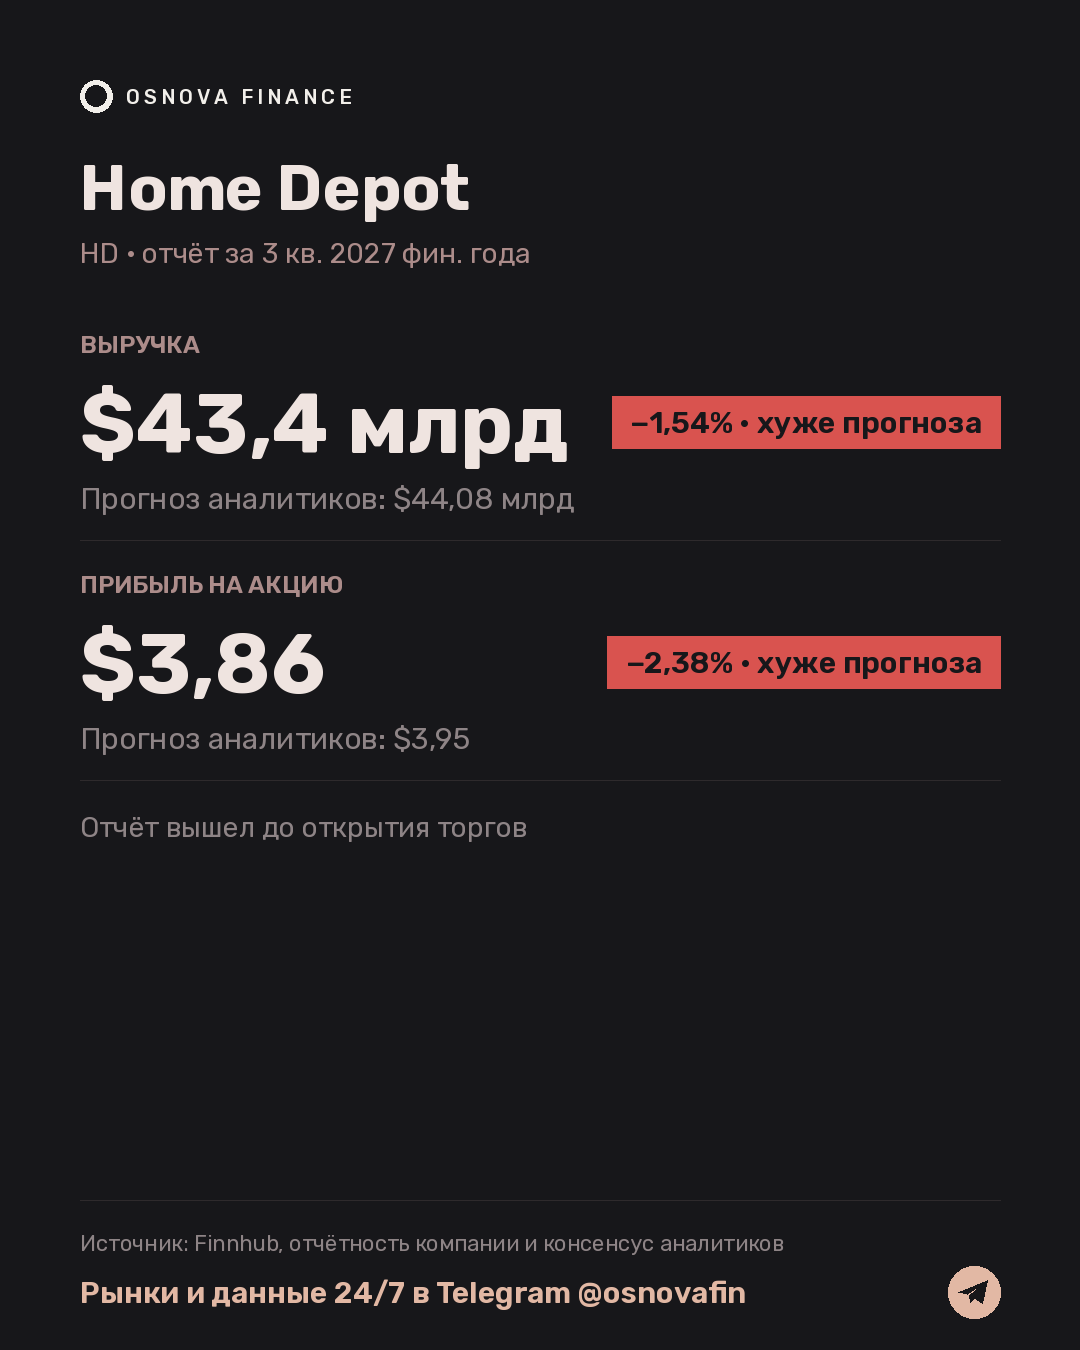 OSNOVA FINANCE
Home Depot
HD • отчёт за 3 кв. 2027 фин. года
ВЫРУЧКА
$43,4 млрд
−1,54% • хуже прогноза
Прогноз аналитиков: $44,08 млрд
ПРИБЫЛЬ НА АКЦИЮ
$3,86
−2,38% • хуже прогноза
Прогноз аналитиков: $3,95
Отчёт вышел до открытия торгов
Источник: Finnhub, отчётность компании и консенсус аналитиков
Рынки и данные 24/7 в Telegram @osnovafin